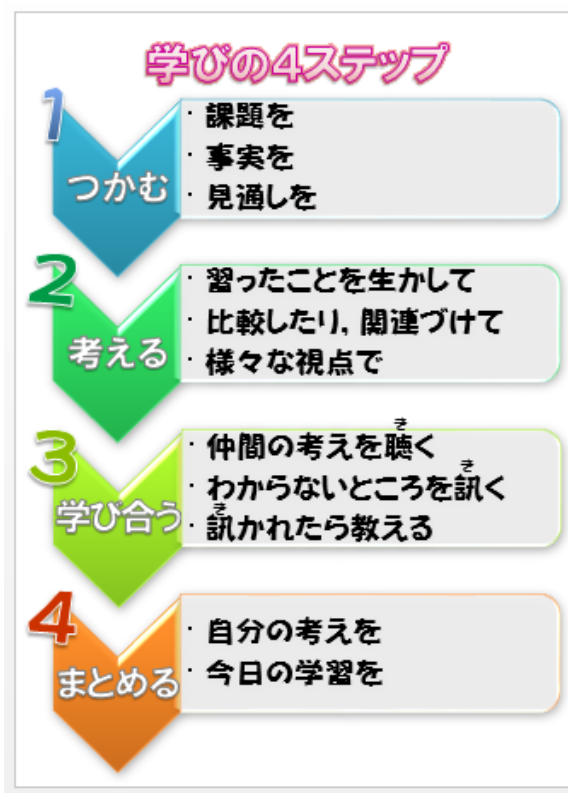 学びの4ステップ
1
つかむ
・課題を
・事実を
・見通しを
2
考える
・習ったことを生かして
・比較したり，関連づけて
・様々な視点で
3
学び合う
・仲間の考えを聴く
き
・わからないところを訊く
き
・訊かれたら教える
き
4
まとめる
・自分の考えを
・今日の学習を